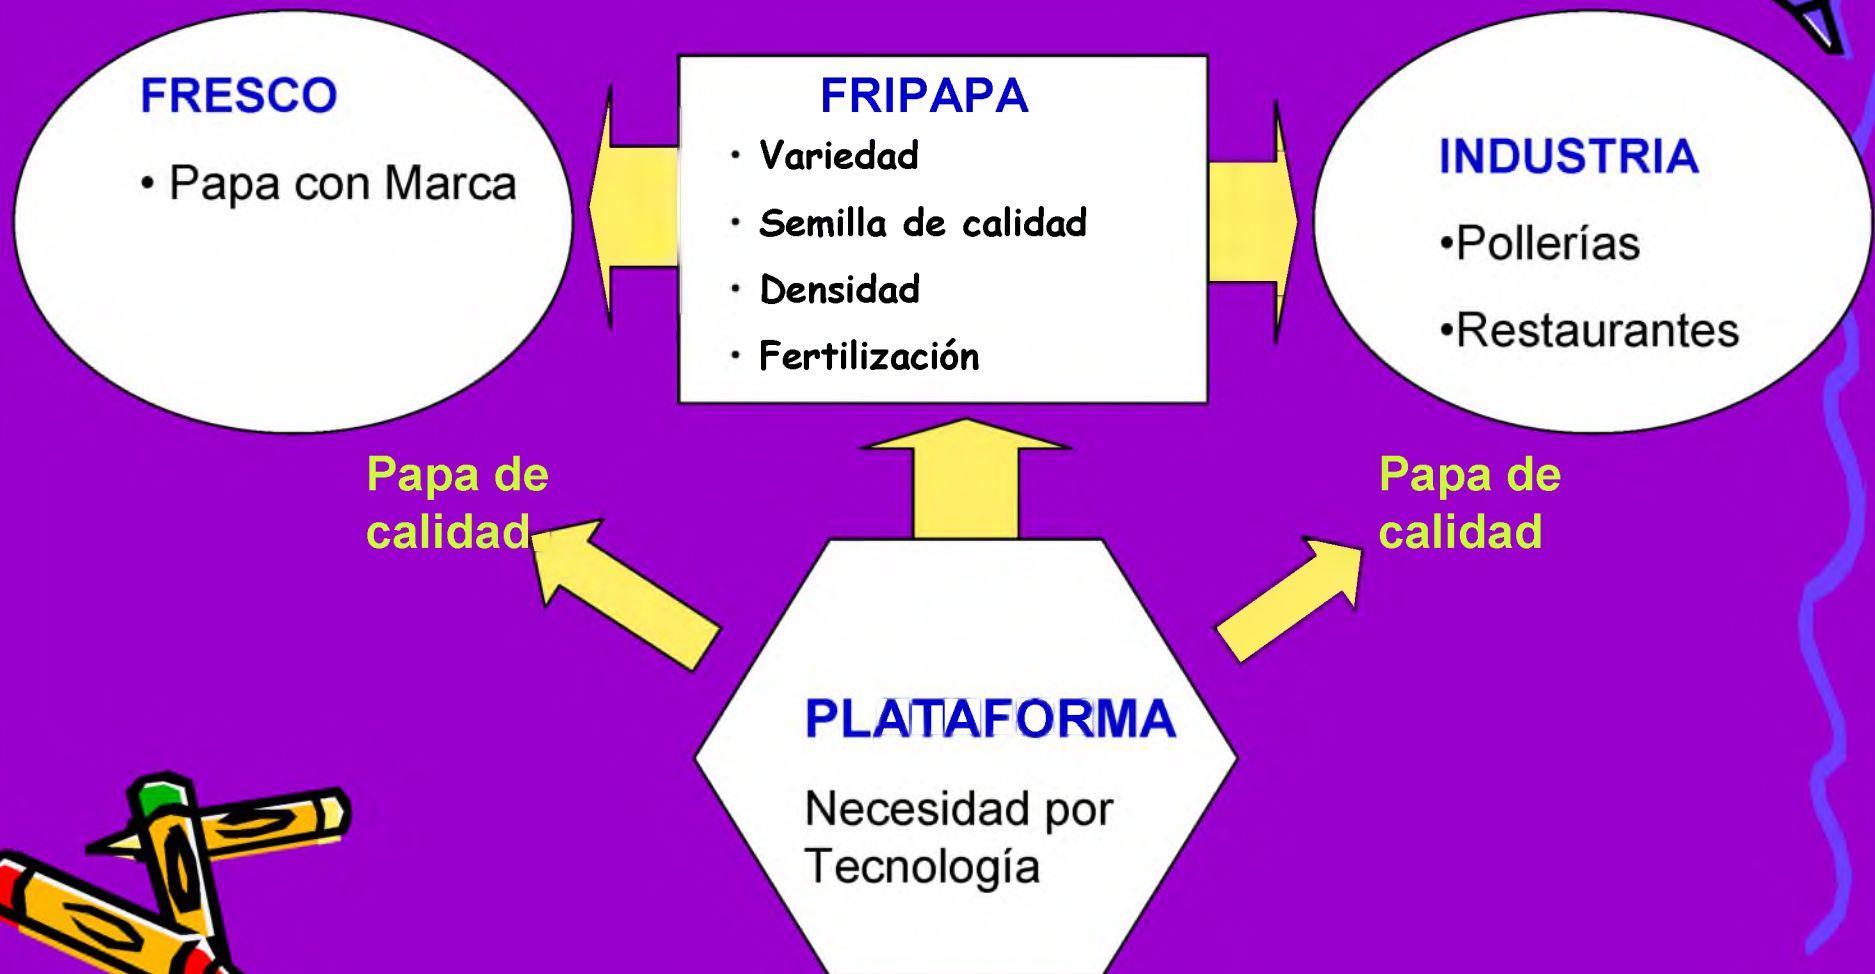 FRESCO
• Papa con Marca
FRIPAPA
• Variedad
• Semilla de calidad
• Densidad
• Fertilización
INDUSTRIA
•Pollerías
•Restaurantes
Papa de
calidad
Papa de
calidad
PLATAFORMA
Necesidad por
Tecnología